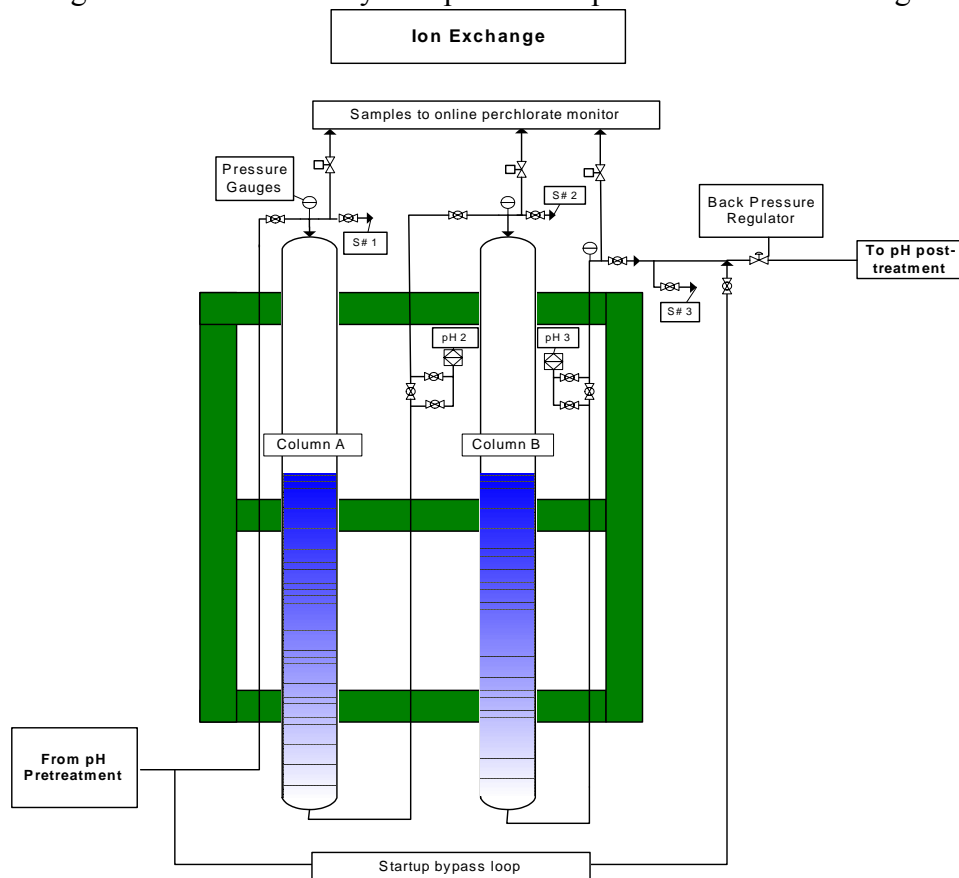 Ion Exchange
Samples to online perchlorate monitor
Pressure
Gauges
S# 1
S# 2
Back Pressure
Regulator
To pH post-
treatment
S# 3
pH 2
pH 3
Column A
Column B
From pH
Pretreatment
Startup bypass loop